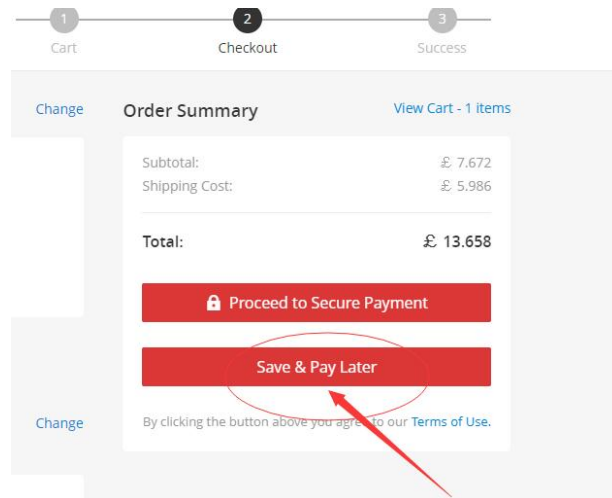 1 2 3
Cart Checkout Success
Change
Order Summary View Cart - 1 items
Subtotal: £ 7.672
Shipping Cost: £ 5.986
Total: £ 13.658
Proceed to Secure Payment
Save & Pay Later
Change
By clicking the button above you agree to our Terms of Use.